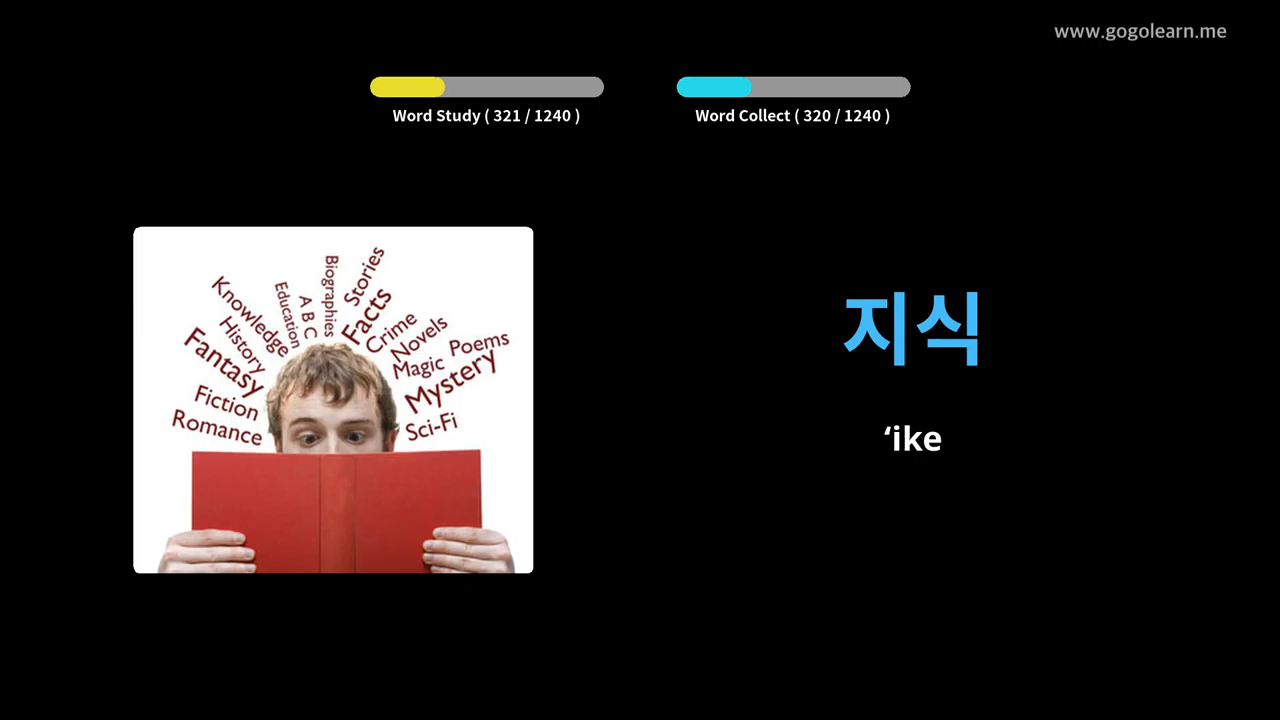 www.gogolearn.me
Word Study ( 321 / 1240 )
Word Collect ( 320 / 1240 )
Knowledge
History
Fantasy
Fiction
Romance
Education
A B C
Biographies
Stories
Facts
Crime
Novels
Magic
Poems
Mystery
Sci-Fi
지식
‘ike